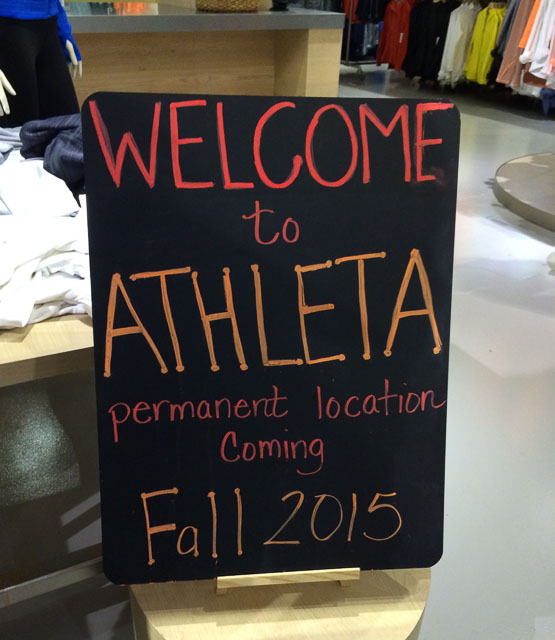 WELCOME
to
ATHLETA
permanent location
Coming
Fall 2015